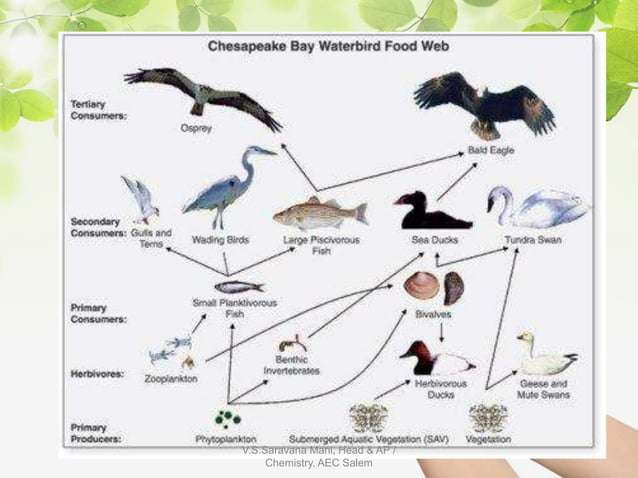 Chesapeake Bay Waterbird Food Web
Tertiary
Consumers:
Osprey
Bald Eagle
Secondary
Consumers:
Gulls and
Terns
Wading Birds
Large Piscivorous
Fish
Sea Ducks
Tundra Swan
Primary
Consumers:
Small Planktivorous
Fish
Bivalves
Herbivores:
Zooplankton
Benthic
Invertebrates
Herbivorous
Ducks
Geese and
Mute Swans
Primary
Producers:
Phytoplankton
Submerged Aquatic Vegetation (SAV)
Vegetation
V.S.Saravana Mani, Head & AP /
Chemistry, AEC Salem